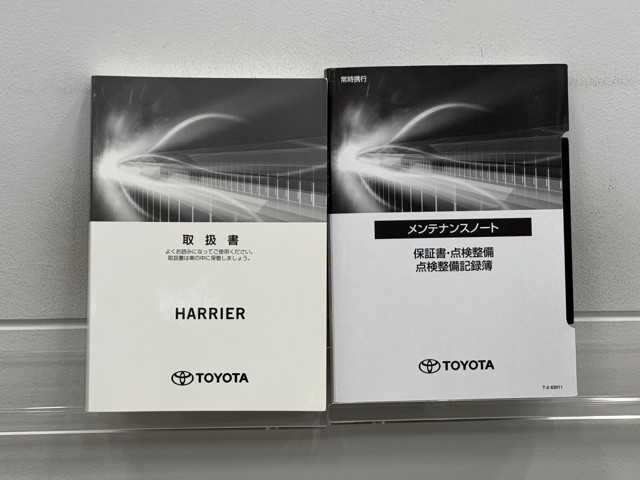 取扱書
よくお読みになってご使用ください。
取扱書は車の中に保管しましょう。
HARRIER
TOYOTA
常時携行
メンテナンスノート
保証書・点検整備
点検整備記録簿
TOYOTA
T-0 62011